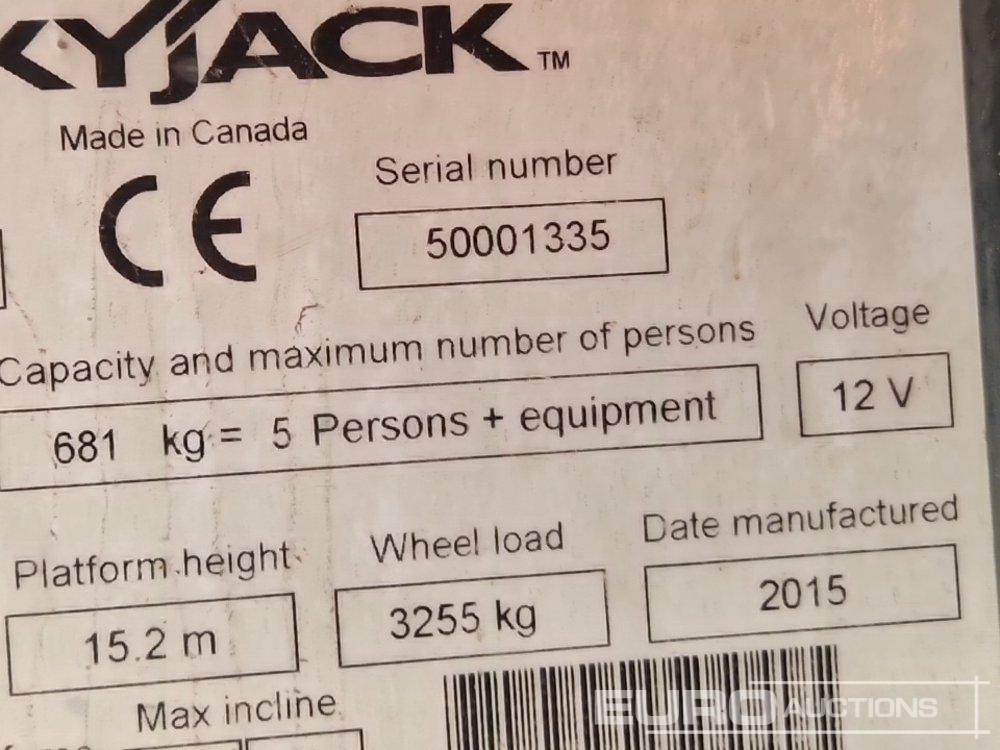 KYJACK™
Made in Canada
CE
Serial number
50001335
Capacity and maximum number of persons
681 kg = 5 Persons + equipment
Voltage
12 V
Platform height
15.2 m
Wheel load
3255 kg
Date manufactured
2015
Max incline
EURO AUCTIONS